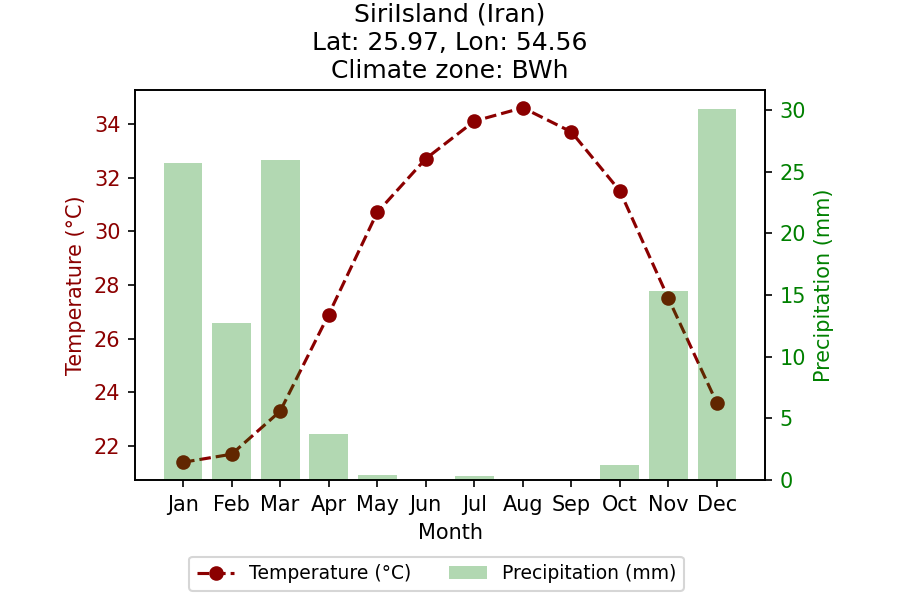 SiriIsland (Iran)
Lat: 25.97, Lon: 54.56
Climate zone: BWh
Temperature (°C)
34
32
30
28
26
24
22
30
25
20
15
10
5
0
Precipitation (mm)
Jan Feb Mar Apr May Jun Jul Aug Sep Oct Nov Dec
Month
Temperature (°C) Precipitation (mm)